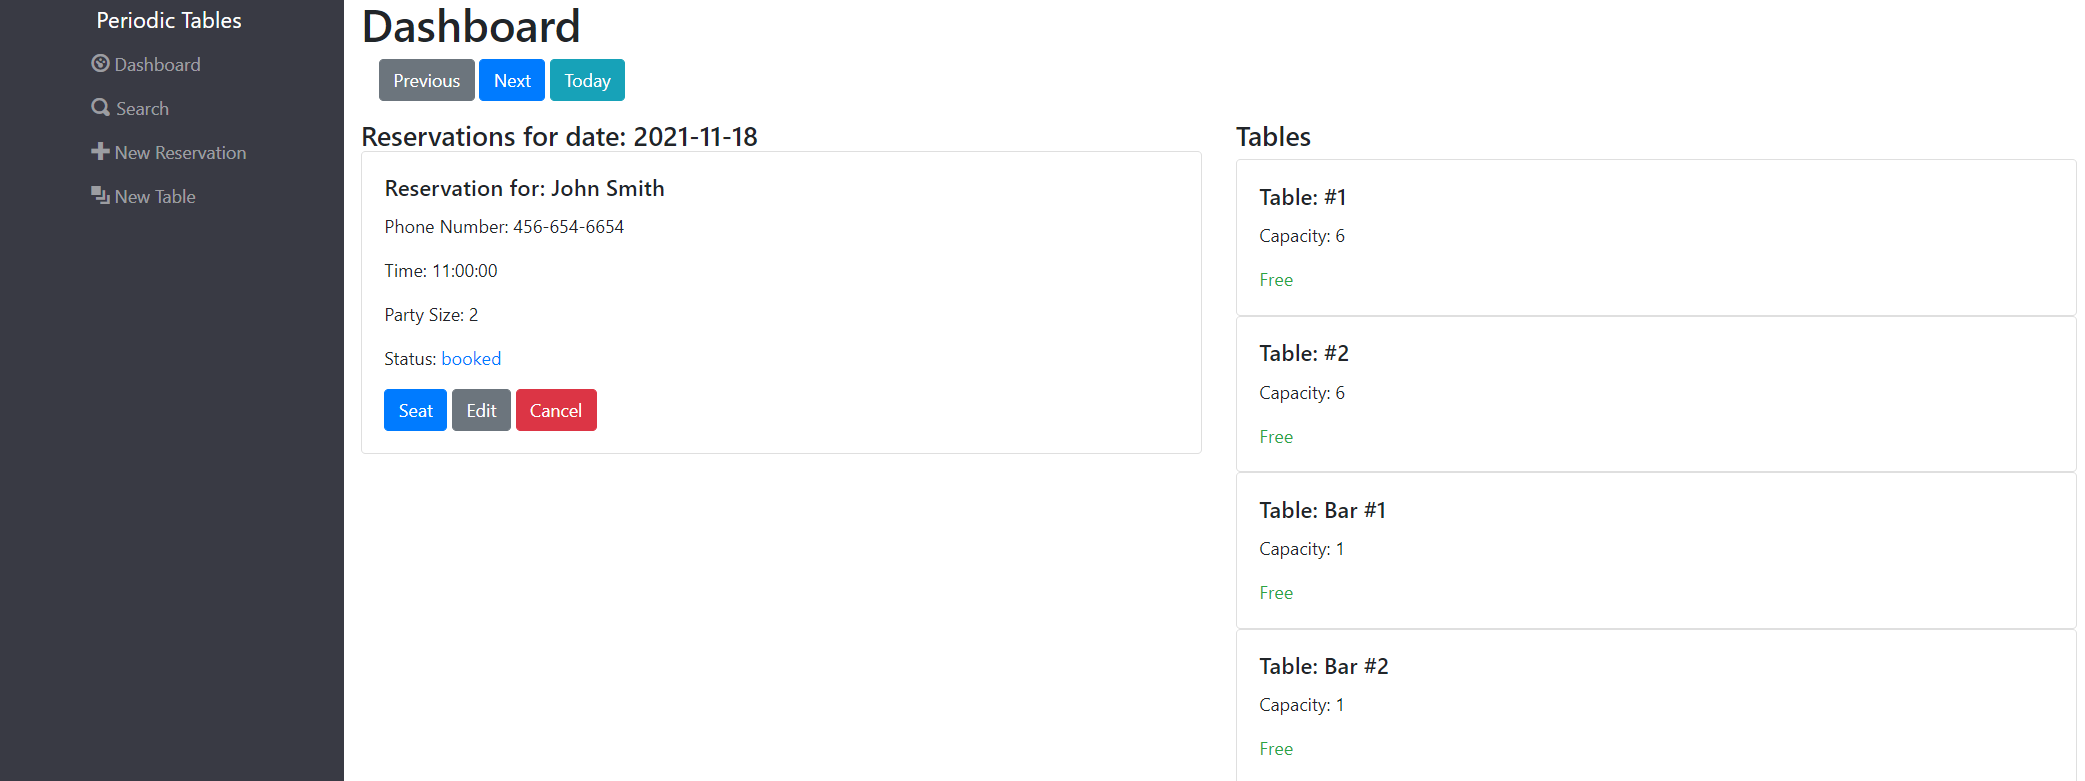 Periodic Tables
Dashboard
Search
New Reservation
New Table
Dashboard
Previous Next Today
Reservations for date: 2021-11-18
Reservation for: John Smith
Phone Number: 456-654-6654
Time: 11:00:00
Party Size: 2
Status: booked
Seat Edit Cancel
Tables
Table: #1
Capacity: 6
Free
Table: #2
Capacity: 6
Free
Table: Bar #1
Capacity: 1
Free
Table: Bar #2
Capacity: 1
Free